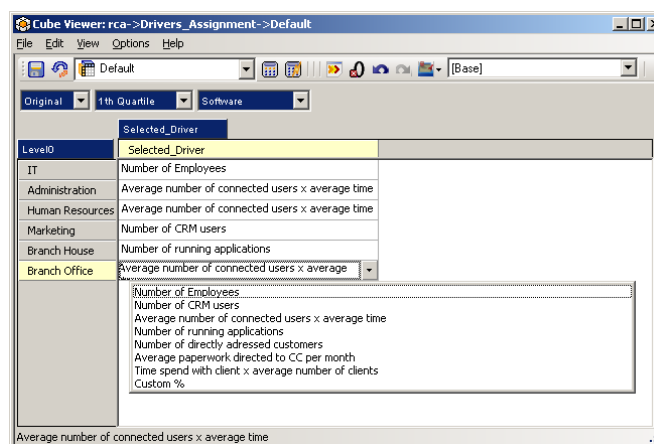 Cube Viewer: rca->Drivers_Assignment->Default
File Edit View Options Help
Default [Base]
Original 1th Quartile Software
Selected_Driver
Level0 Selected_Driver
IT Number of Employees
Administration Average number of connected users x average time
Human Resources Average number of connected users x average time
Marketing Number of CRM users
Branch House Number of running applications
Branch Office Average number of connected users x average
Number of Employees
Number of CRM users
Average number of connected users x average time
Number of running applications
Number of directly adressed customers
Average paperwork directed to CC per month
Time spend with client x average number of clients
Custom %
Average number of connected users x average time